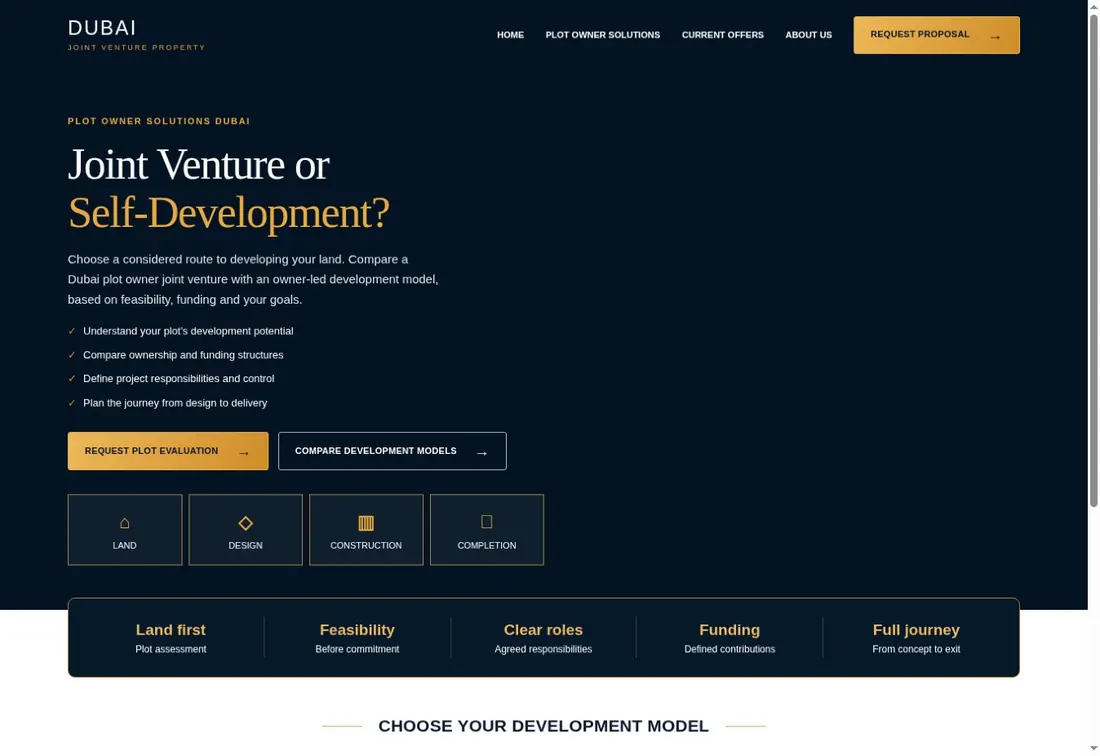 DUBAI
JOINT VENTURE PROPERTY
HOME PLOT OWNER SOLUTIONS CURRENT OFFERS ABOUT US REQUEST PROPOSAL →
PLOT OWNER SOLUTIONS DUBAI
Joint Venture or
Self-Development?
Choose a considered route to developing your land. Compare a
Dubai plot owner joint venture with an owner-led development model,
based on feasibility, funding and your goals.
✓ Understand your plot's development potential
✓ Compare ownership and funding structures
✓ Define project responsibilities and control
✓ Plan the journey from design to delivery
REQUEST PLOT EVALUATION → COMPARE DEVELOPMENT MODELS →
LAND DESIGN CONSTRUCTION COMPLETION
Land first Feasibility Clear roles Funding Full journey
Plot assessment Before commitment Agreed responsibilities Defined contributions From concept to exit
CHOOSE YOUR DEVELOPMENT MODEL